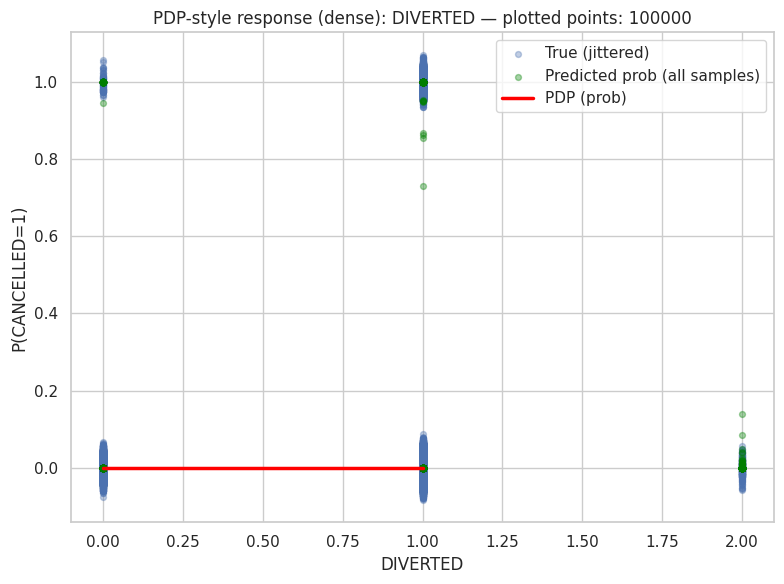 PDP-style response (dense): DIVERTED — plotted points: 100000
True (jittered)
Predicted prob (all samples)
PDP (prob)
P(CANCELLED=1)
1.0
0.8
0.6
0.4
0.2
0.0
0.00 0.25 0.50 0.75 1.00 1.25 1.50 1.75 2.00
DIVERTED